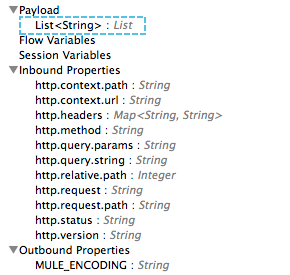 Payload
List<String> : List
Flow Variables
Session Variables
Inbound Properties
http.context.path : String
http.context.url : String
http.headers : Map<String, String>
http.method : String
http.query.params : String
http.query.string : String
http.relative.path : Integer
http.request : String
http.request.path : String
http.status : String
http.version : String
Outbound Properties
MULE_ENCODING : String